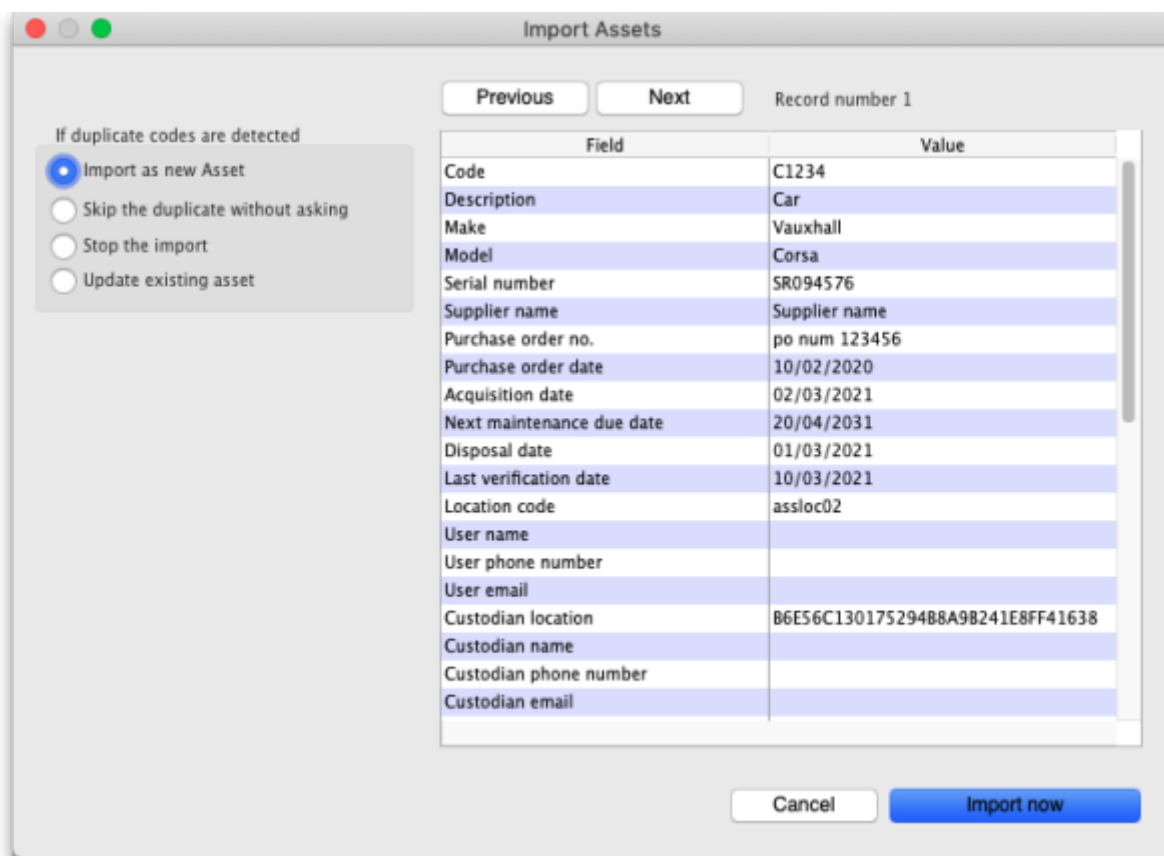 Import Assets
Previous Next Record number 1
If duplicate codes are detected
Import as new Asset
Skip the duplicate without asking
Stop the import
Update existing asset
Field Value
Code C1234
Description Car
Make Vauxhall
Model Corsa
Serial number SR094576
Supplier name Supplier name
Purchase order no. po num 123456
Purchase order date 10/02/2020
Acquisition date 02/03/2021
Next maintenance due date 20/04/2031
Disposal date 01/03/2021
Last verification date 10/03/2021
Location code assloc02
User name
User phone number
User email
Custodian location B6E56C130175294B8A9B241E8FF41638
Custodian name
Custodian phone number
Custodian email
Cancel Import now